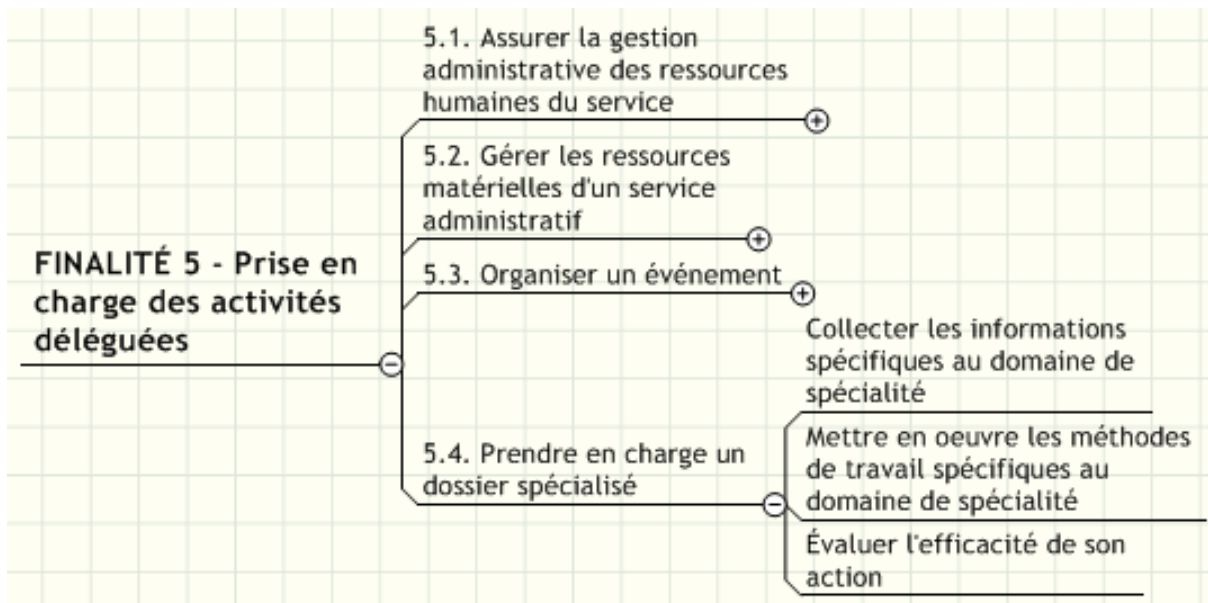 5.1. Assurer la gestion
administrative des ressources
humaines du service
5.2. Gérer les ressources
matérielles d'un service
administratif
5.3. Organiser un événement
FINALITÉ 5 - Prise en
charge des activités
déléguées
5.4. Prendre en charge un
dossier spécialisé
Collecter les informations
spécifiques au domaine de
spécialité
Mettre en oeuvre les méthodes
de travail spécifiques au
domaine de spécialité
Évaluer l'efficacité de son
action